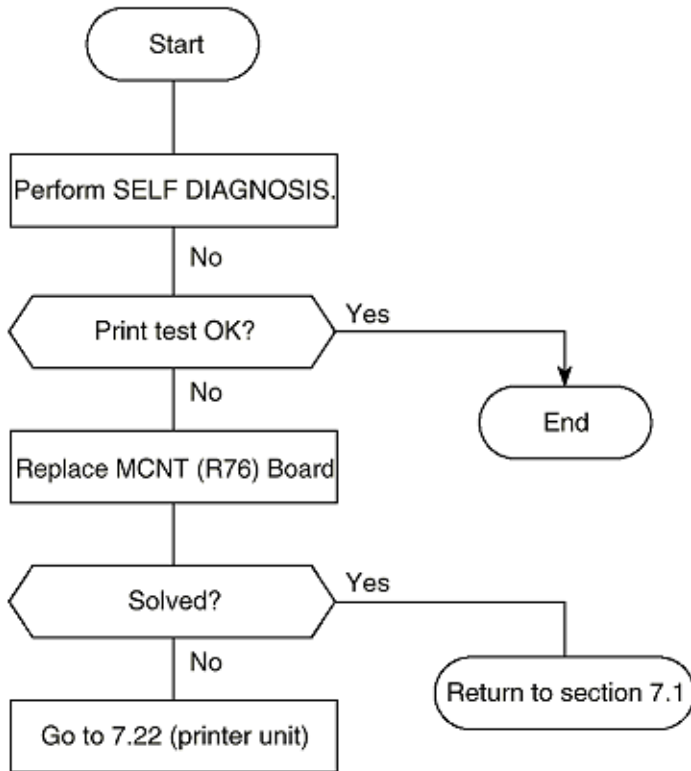 Start
Perform SELF DIAGNOSIS.
No
Print test OK?
Yes
No
End
Replace MCNT (R76) Board
Solved?
Yes
No
Return to section 7.1
Go to 7.22 (printer unit)